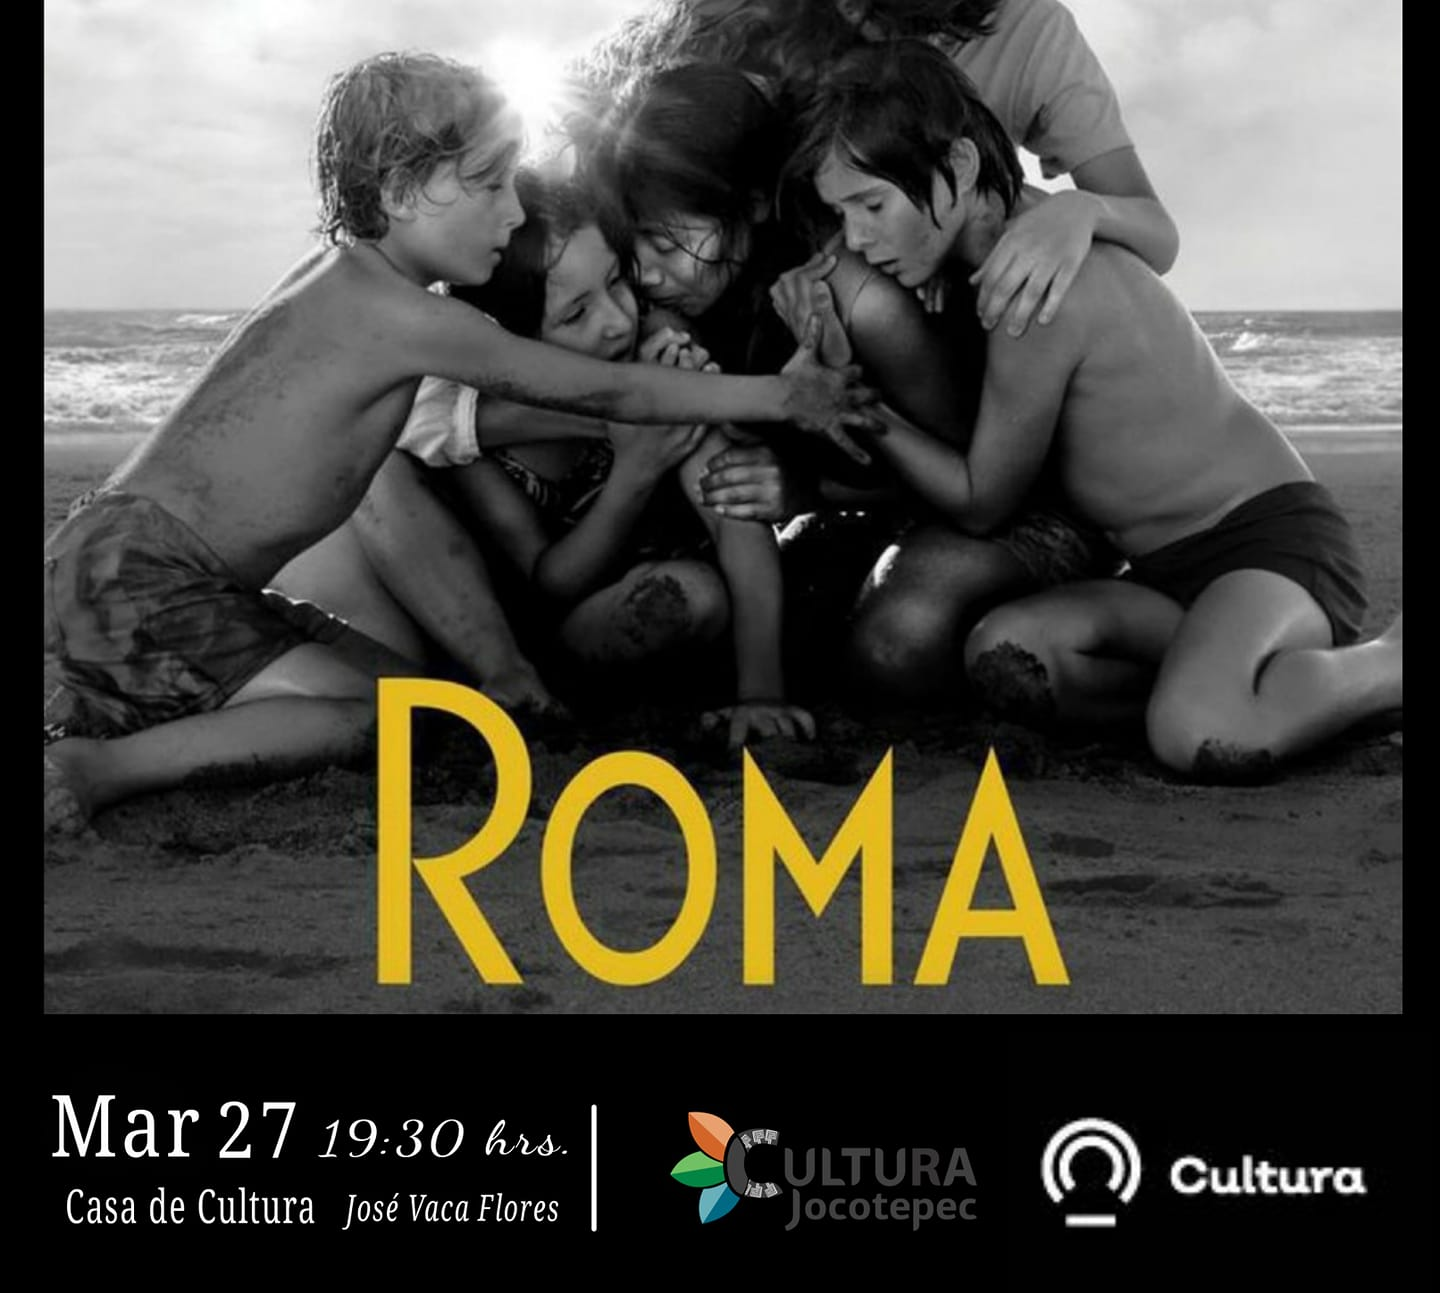 ROMA
Mar 27 19:30 hrs.
Casa de Cultura José Vaca Flores
CULTURA
Jocotepec
Cultura